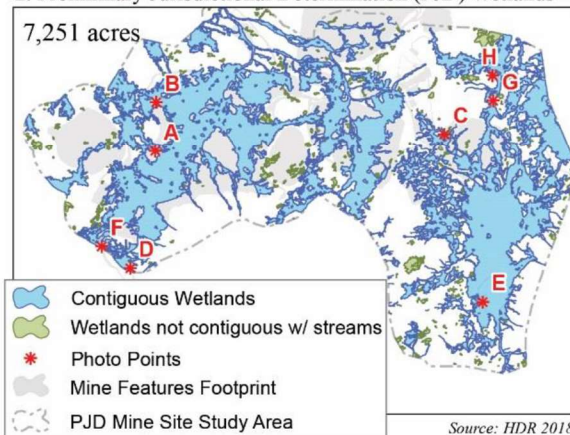 7,251 acres
H
B
G
A
C
F
D
E
Contiguous Wetlands
Wetlands not contiguous w/ streams
Photo Points
Mine Features Footprint
PJD Mine Site Study Area
Source: HDR 2018